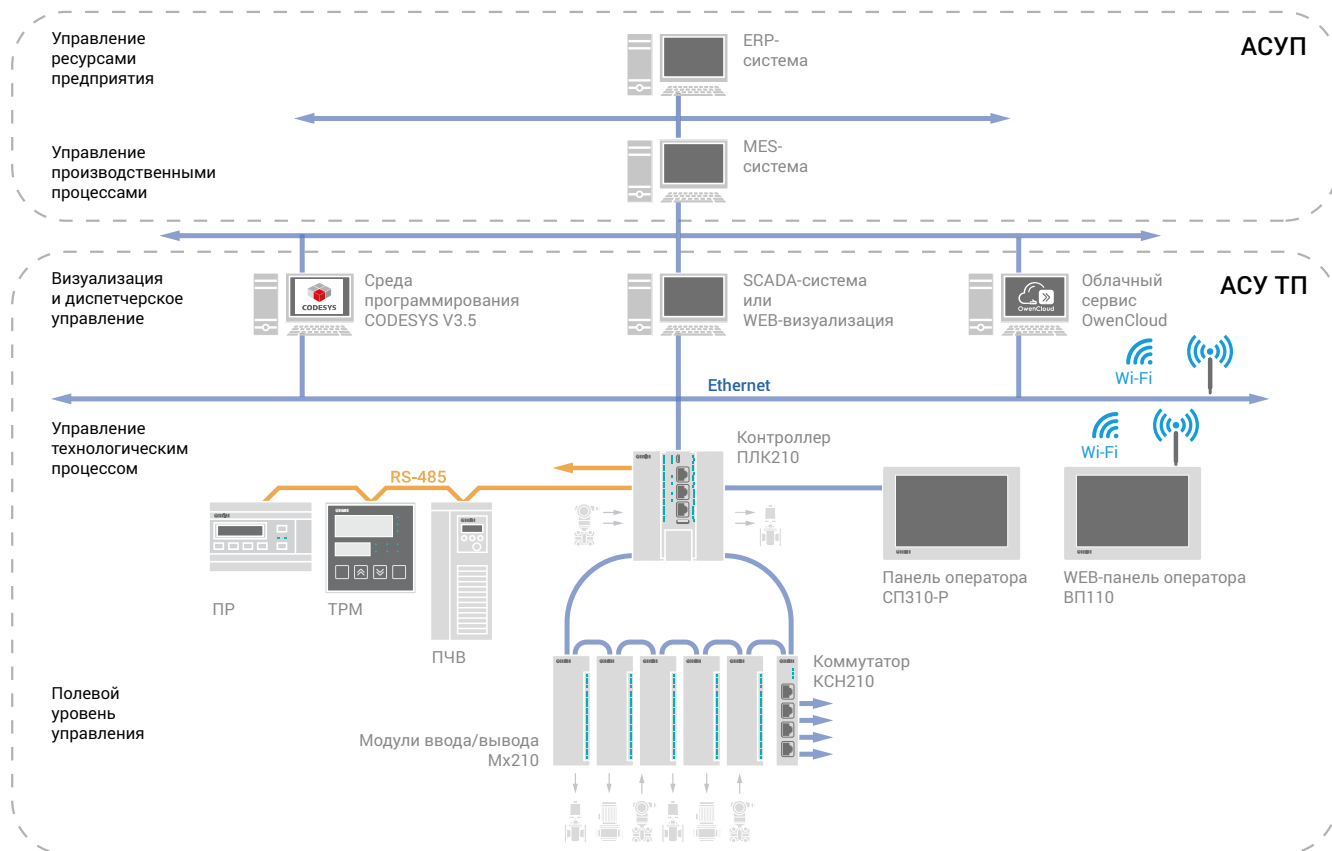 Управление
ресурсами
предприятия
ERP-
система
АСУП
Управление
производственными
процессами
MES-
система
Визуализация
и диспетчерское
управление
CODESYS
Среда
программирования
CODESYS V3.5
SCADA-система
или
WEB-визуализация
OwenCloud
Облачный
сервис
OwenCloud
АСУ ТП
Wi-Fi
Ethernet
Управление
технологическим
процессом
Контроллер
ПЛК210
Wi-Fi
RS-485
ПР
ТРМ
ПЧВ
Панель оператора
СП310-Р
WEB-панель оператора
ВП110
Коммутатор
КСН210
Полевой
уровень
управления
Модули ввода/вывода
Мх210